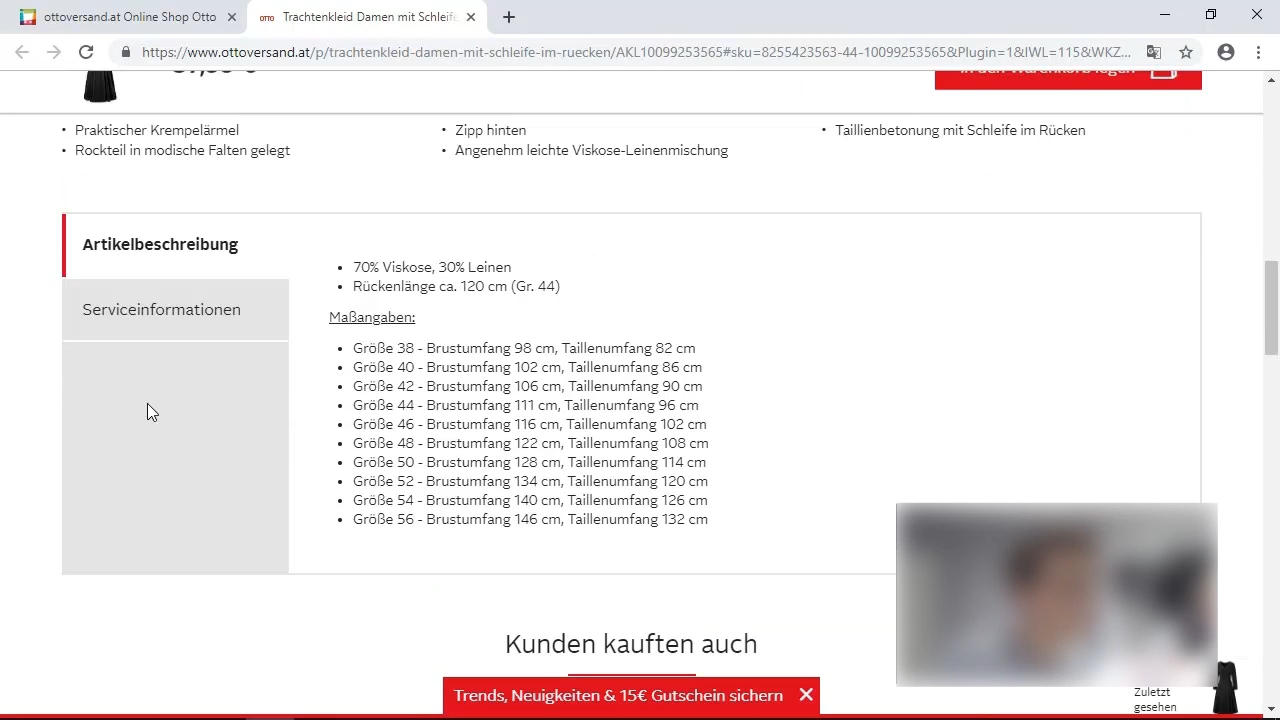 ottoversand.at Online Shop Otto
OTTO Trachtenkleid Damen mit Schleife
https://www.ottoversand.at/p/trachtenkleid-damen-mit-schleife-im-ruecken/AKL10099253565#sku=8255423563-44-10099253565&Plugin=1&IWL=115&WKZ...
In den Warenkorb legen
• Praktischer Krempelärmel
• Zipp hinten
• Taillienbetonung mit Schleife im Rücken
• Rockteil in modische Falten gelegt
• Angenehm leichte Viskose-Leinenmischung
Artikelbeschreibung
Serviceinformationen
• 70% Viskose, 30% Leinen
• Rückenlänge ca. 120 cm (Gr. 44)
Maßangaben:
• Größe 38 - Brustumfang 98 cm, Taillenumfang 82 cm
• Größe 40 - Brustumfang 102 cm, Taillenumfang 86 cm
• Größe 42 - Brustumfang 106 cm, Taillenumfang 90 cm
• Größe 44 - Brustumfang 111 cm, Taillenumfang 96 cm
• Größe 46 - Brustumfang 116 cm, Taillenumfang 102 cm
• Größe 48 - Brustumfang 122 cm, Taillenumfang 108 cm
• Größe 50 - Brustumfang 128 cm, Taillenumfang 114 cm
• Größe 52 - Brustumfang 134 cm, Taillenumfang 120 cm
• Größe 54 - Brustumfang 140 cm, Taillenumfang 126 cm
• Größe 56 - Brustumfang 146 cm, Taillenumfang 132 cm
Kunden kauften auch
Trends, Neuigkeiten & 15€ Gutschein sichern
Zuletzt
gesehen